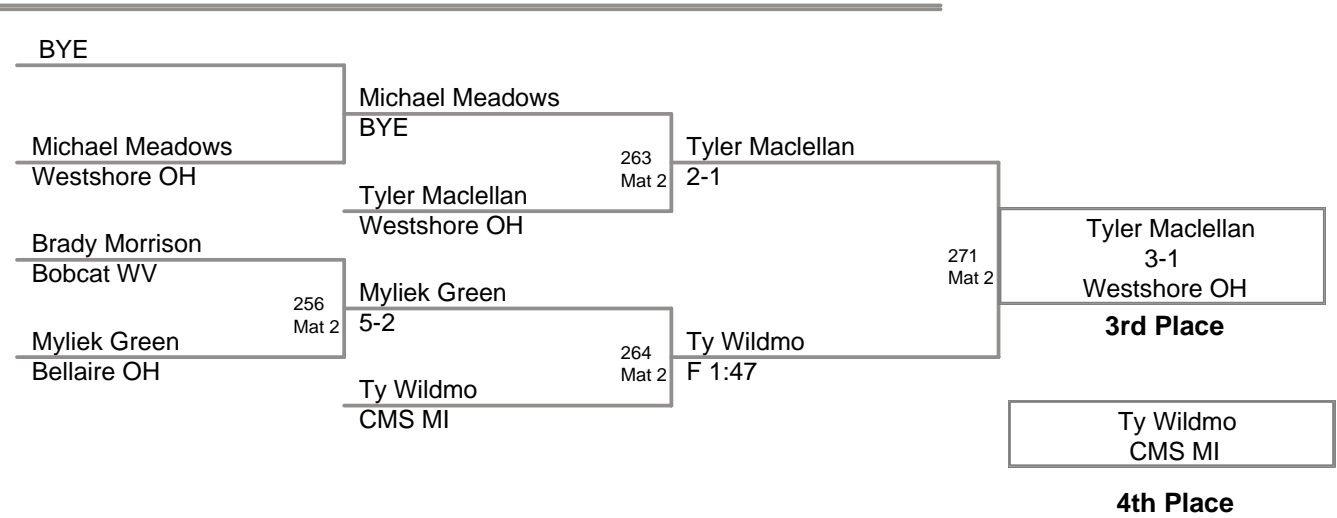 BYE
Michael Meadows
Westshore OH
Brady Morrison
Bobcat WV
Myliek Green
Bellaire OH
256
Mat 2
Michael Meadows
BYE
Tyler Maclellan
Westshore OH
Myliek Green
5-2
Ty Wildmo
CMS MI
263
Mat 2
264
Mat 2
Tyler Maclellan
2-1
Ty Wildmo
F 1:47
271
Mat 2
Tyler Maclellan
3-1
Westshore OH
3rd Place
Ty Wildmo
CMS MI
4th Place